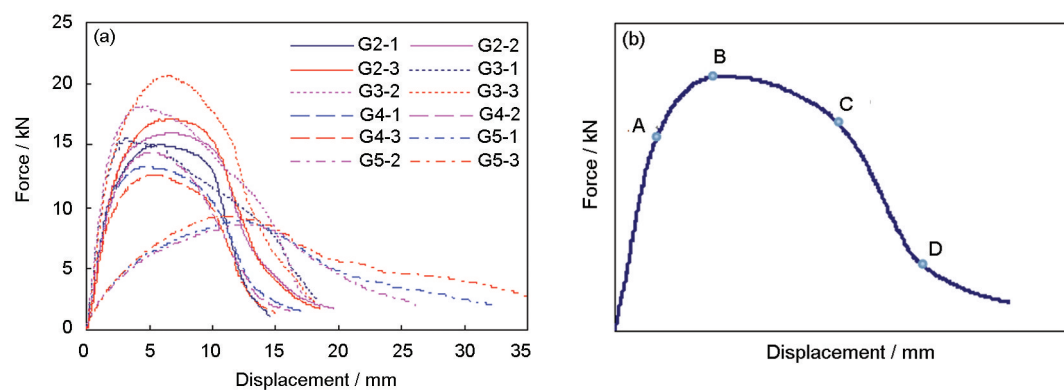 (a)
25
20
15
10
5
0
Force / kN
G2-1 G2-2
G2-3 G3-1
G3-2 G3-3
G4-1 G4-2
G4-3 G5-1
G5-2 G5-3
0 5 10 15 20 25 30 35
Displacement / mm
(b)
Force / kN
A
B
C
D
Displacement / mm